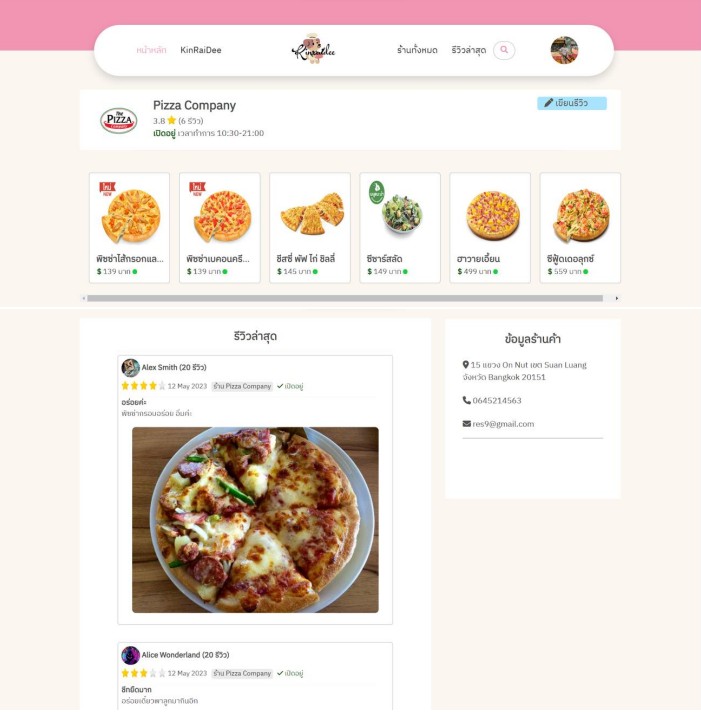 หน้าหลัก KinRaiDee Kinraidee ร้านทั้งหมด รีวิวล่าสุด
The PIZZA COMPANY
Pizza Company
3.8 (6 รีวิว)
เปิดอยู่ เวลาทำการ 10:30-21:00
เขียนรีวิว
ใหม่ NEW
ใหม่ NEW
พิซซ่าไส้กรอกแล... พิซซ่าเบคอนครี... ชีสซี่ พัฟ ไก่ ชิลลี่ ซีซาร์สลัด ฮาวายเอี้ยน ซีฟู้ดเดอลุกซ์
$ 139 บาท $ 139 บาท $ 145 บาท $ 149 บาท $ 499 บาท $ 559 บาท
รีวิวล่าสุด
Alex Smith (20 รีวิว)
12 May 2023 ร้าน Pizza Company เปิดอยู่
อร่อยค่ะ
พิซซ่ากรอบอร่อย อิ่มค่ะ
Alice Wonderland (20 รีวิว)
12 May 2023 ร้าน Pizza Company เปิดอยู่
ชีทยืดมาก
อร่อยเดี๋ยวพาลูกมากินอีก
ข้อมูลร้านค้า
15 แขวง On Nut เขต Suan Luang
จังหวัด Bangkok 20151
0645214563
res9@gmail.com